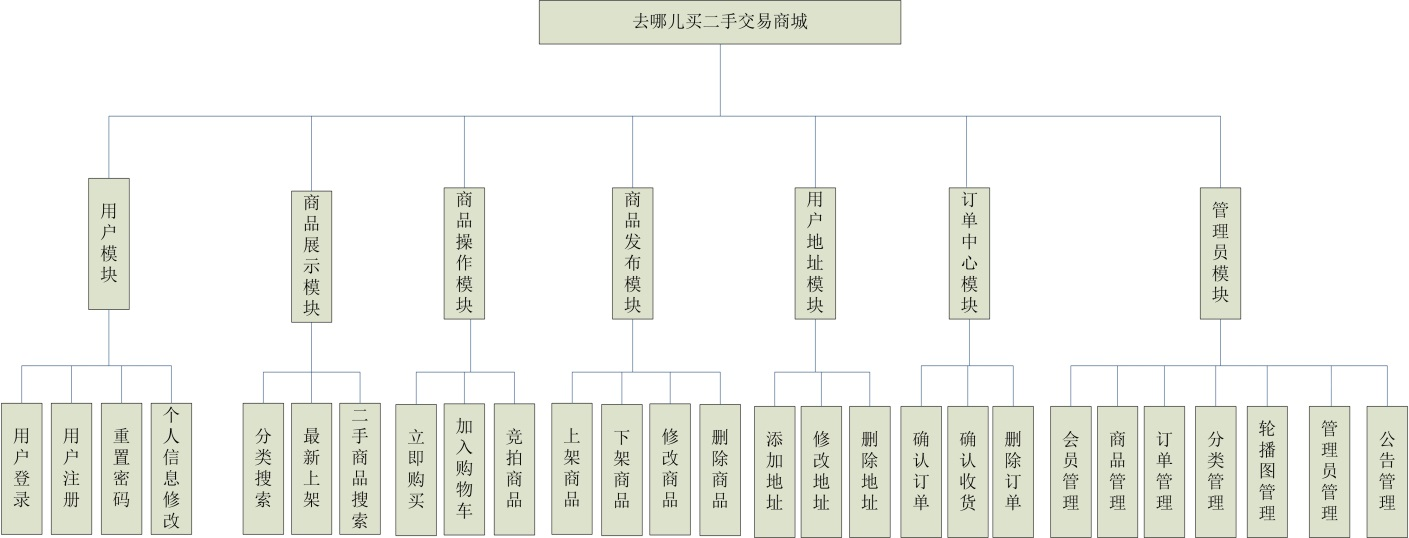 去哪儿买二手交易商城
用户模块
商品展示模块
商品操作模块
商品发布模块
用户地址模块
订单中心模块
管理员模块
用户登录
用户注册
重置密码
个人信息修改
分类搜索
最新上架
二手商品搜索
立即购买
加入购物车
竞拍商品
上架商品
下架商品
修改商品
删除商品
添加地址
修改地址
删除地址
确认订单
确认收货
删除订单
会员管理
商品管理
订单管理
分类管理
轮播图管理
管理员管理
公告管理